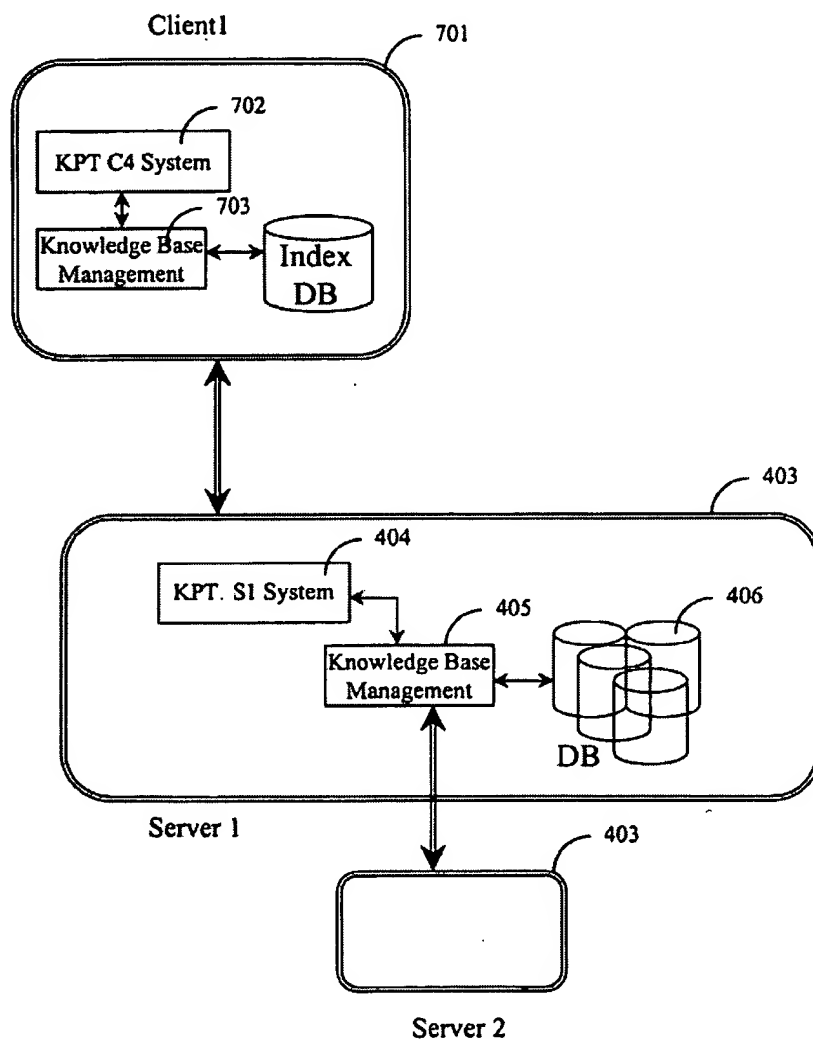 Client1
701
702
KPT C4 System
703
Knowledge Base
Management
Index
DB
403
404
KPT. S1 System
405
406
Knowledge Base
Management
DB
Server 1
403
Server 2